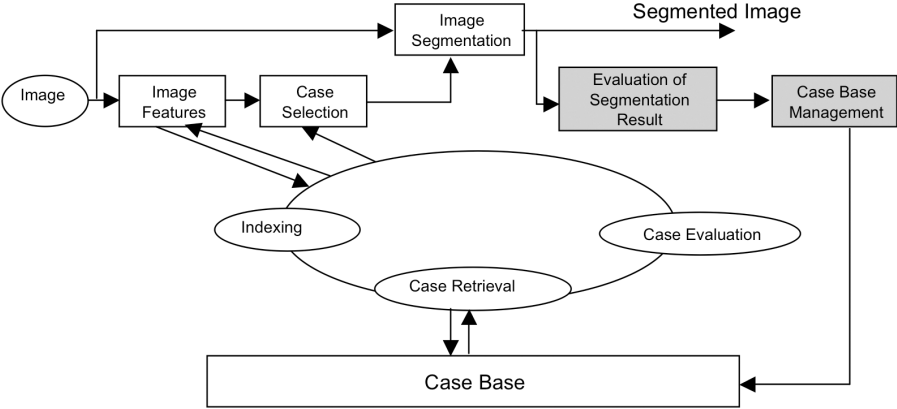 Segmented Image
Image
Segmentation
Image
Image
Features
Case
Selection
Evaluation of
Segmentation
Result
Case Base
Management
Indexing
Case Evaluation
Case Retrieval
Case Base